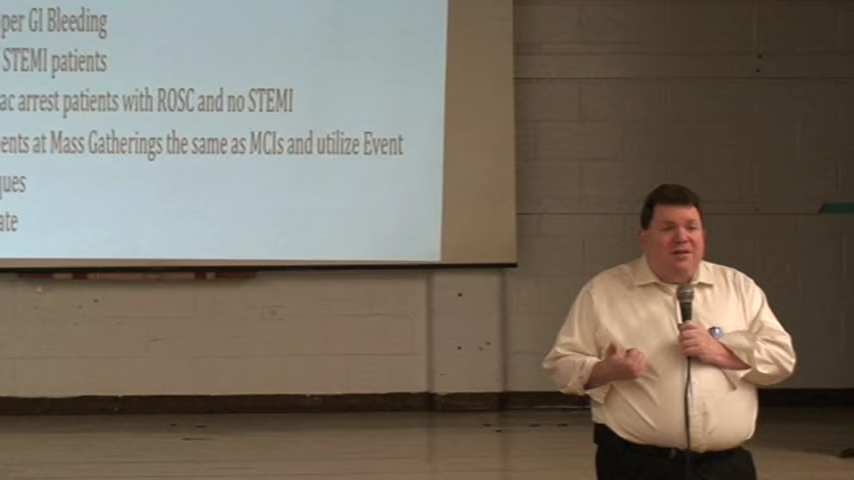 per GI Bleeding
STEMI patients
ac arrest patients with ROSC and no STEMI
ents at Mass Gatherings the same as MCIs and utilize Event
ques
ate